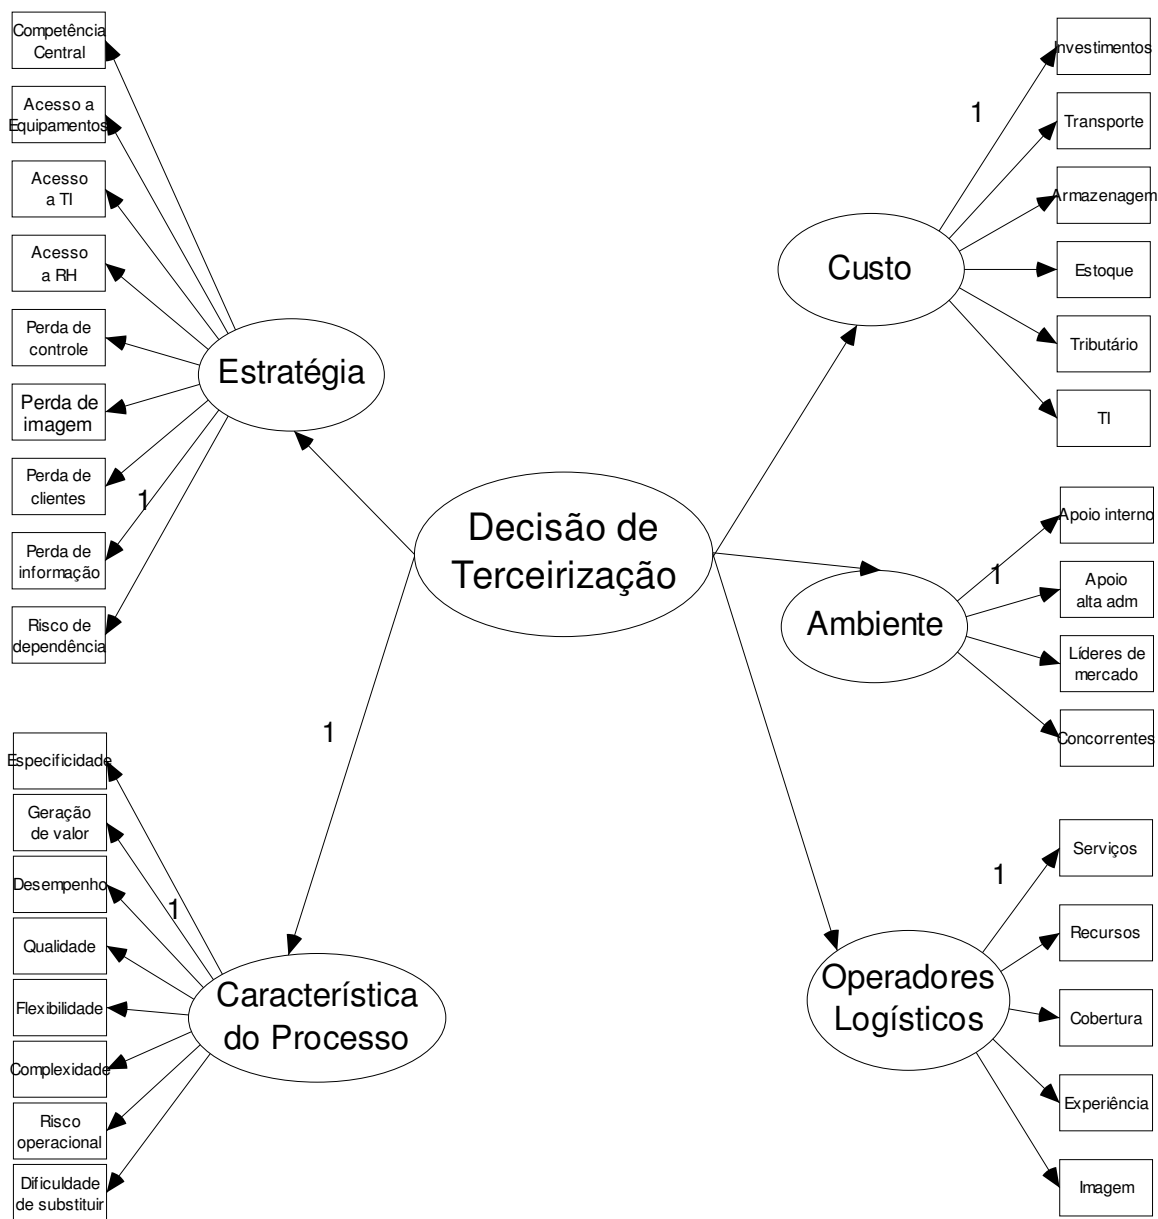 Competência
Central
Acesso a
Equipamentos
Acesso
a TI
Acesso
a RH
Perda de
controle
Perda de
imagem
Perda de
clientes
1
Perda de
informação
Risco de
dependência
Estratégia
Investimentos
1
Transporte
Armazenagem
Estoque
Tributário
TI
Custo
Decisão de
Terceirização
Apoio interno
1
Apoio
alta adm
Líderes de
mercado
Concorrentes
Ambiente
1
Especificidade
Geração
de valor
Desempenho
1
Qualidade
Flexibilidade
Complexidade
Risco
operacional
Dificuldade
de substituir
Característica
do Processo
Serviços
1
Recursos
Cobertura
Experiência
Imagem
Operadores
Logísticos